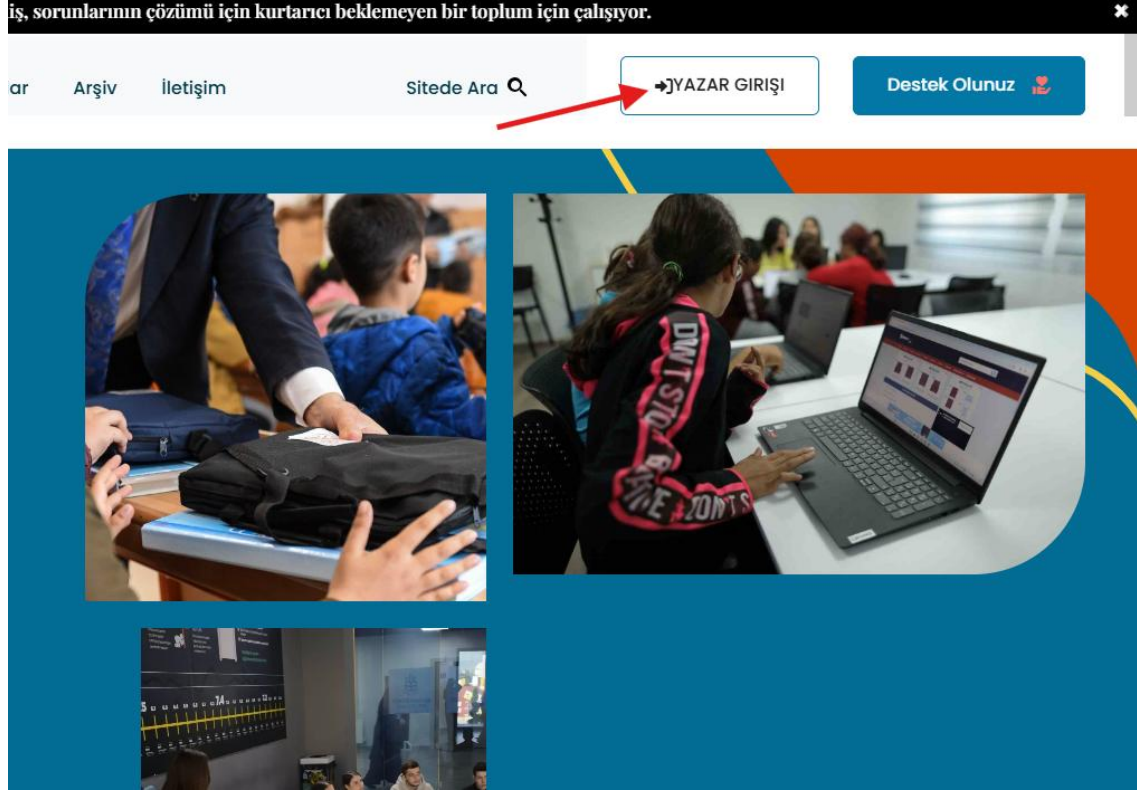 iş, sorunlarının çözümü için kurtarıcı beklemeyen bir toplum için çalışıyor.
ar Arşiv İletişim Sitede Ara YAZAR GIRIŞI Destek Olunuz